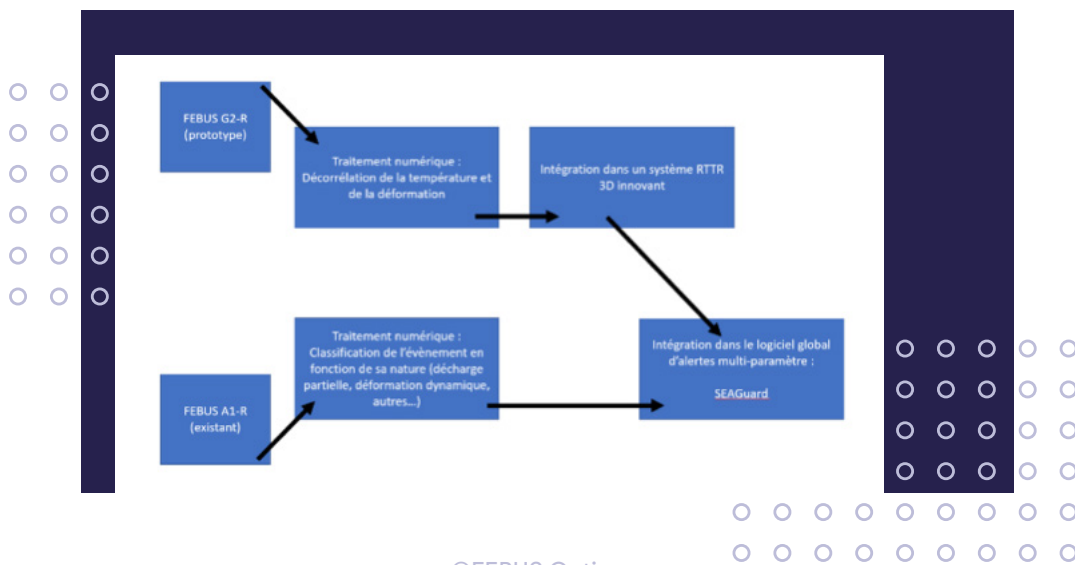 FEBUS G2-R
(prototype)
Traitement numérique :
Décorrélation de la température et
de la déformation
Intégration dans un système RTTR
3D innovant
Traitement numérique :
Classification de l'évènement en
fonction de sa nature (décharge
partielle, déformation dynamique,
autres...)
FEBUS A1-R
(existant)
Intégration dans le logiciel global
d'alertes multi-paramètre :
SEAGuard
©FEBUS